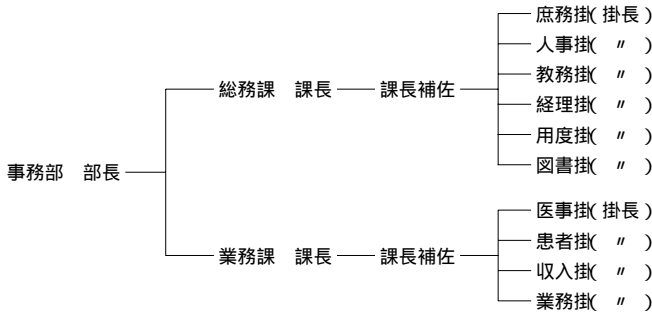 庶務掛(掛長)
人事掛( 〃 )
教務掛( 〃 )
総務課 課長 課長補佐
経理掛( 〃 )
用度掛( 〃 )
図書掛( 〃 )
事務部 部長
医事掛(掛長)
患者掛( 〃 )
業務課 課長 課長補佐
収入掛( 〃 )
業務掛( 〃 )